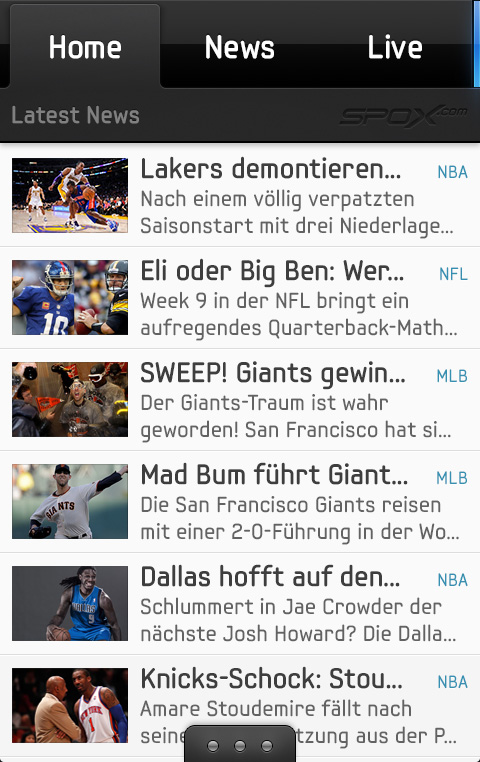 Home News Live
Latest News SPOX.com
Lakers demontieren... NBA
Nach einem völlig verpatzten
Saisonstart mit drei Niederlage...
Eli oder Big Ben: Wer... NFL
Week 9 in der NFL bringt ein
aufregendes Quarterback-Math...
SWEEP! Giants gewin... MLB
Der Giants-Traum ist wahr
geworden! San Francisco hat si...
Mad Bum führt Giant... MLB
Die San Francisco Giants reisen
mit einer 2-0-Führung in der Wo...
GIANTS
Dallas hofft auf den... NBA
Schlummert in Jae Crowder der
nächste Josh Howard? Die Dalla...
Knicks-Schock: Stou... NBA
Amare Stoudemire fällt nach
seine tzung aus der P...